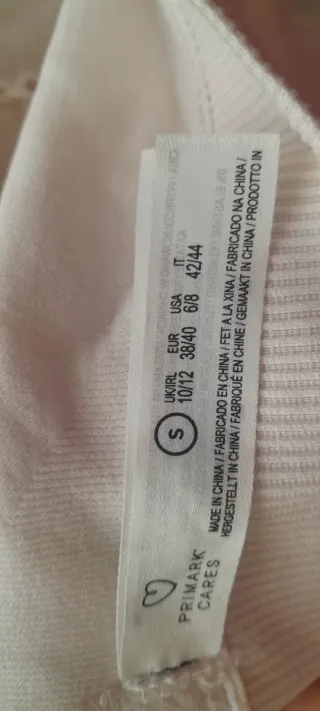 PRIMARK
CARES
S
UK/IRL EUR USA IT
10/12 38/40 6/8 42/44
MADE IN CHINA / FABRICADO EN CHINA / FET A LA XINA / FABRICADO NA CHINA /
HERGESTELLT IN CHINA / FABRIQUÉ EN CHINE / GEMAAKT IN CHINA / PRODOTTO IN